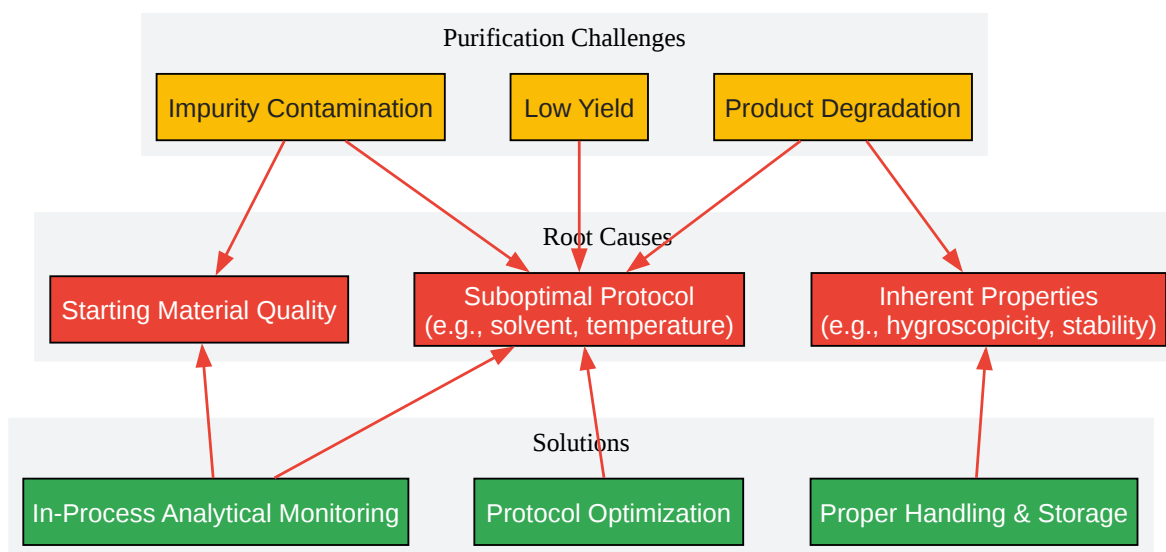 Purification Challenges
Impurity Contamination
Low Yield
Product Degradation
Root Causes
Starting Material Quality
Suboptimal Protocol
(e.g., solvent, temperature)
Inherent Properties
(e.g., hygroscopicity, stability)
Solutions
In-Process Analytical Monitoring
Protocol Optimization
Proper Handling & Storage